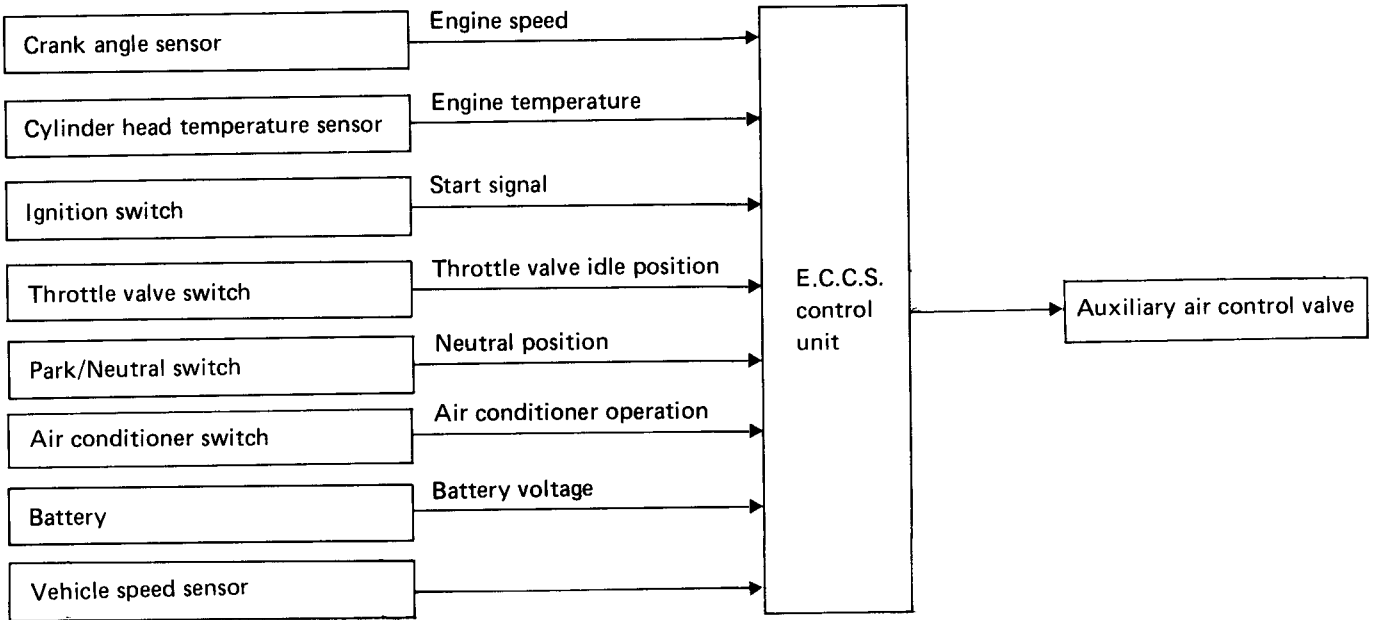 Crank angle sensor
Engine speed
Cylinder head temperature sensor
Engine temperature
Ignition switch
Start signal
Throttle valve switch
Throttle valve idle position
Park/Neutral switch
Neutral position
Air conditioner switch
Air conditioner operation
Battery
Battery voltage
Vehicle speed sensor
E.C.C.S.
control
unit
Auxiliary air control valve